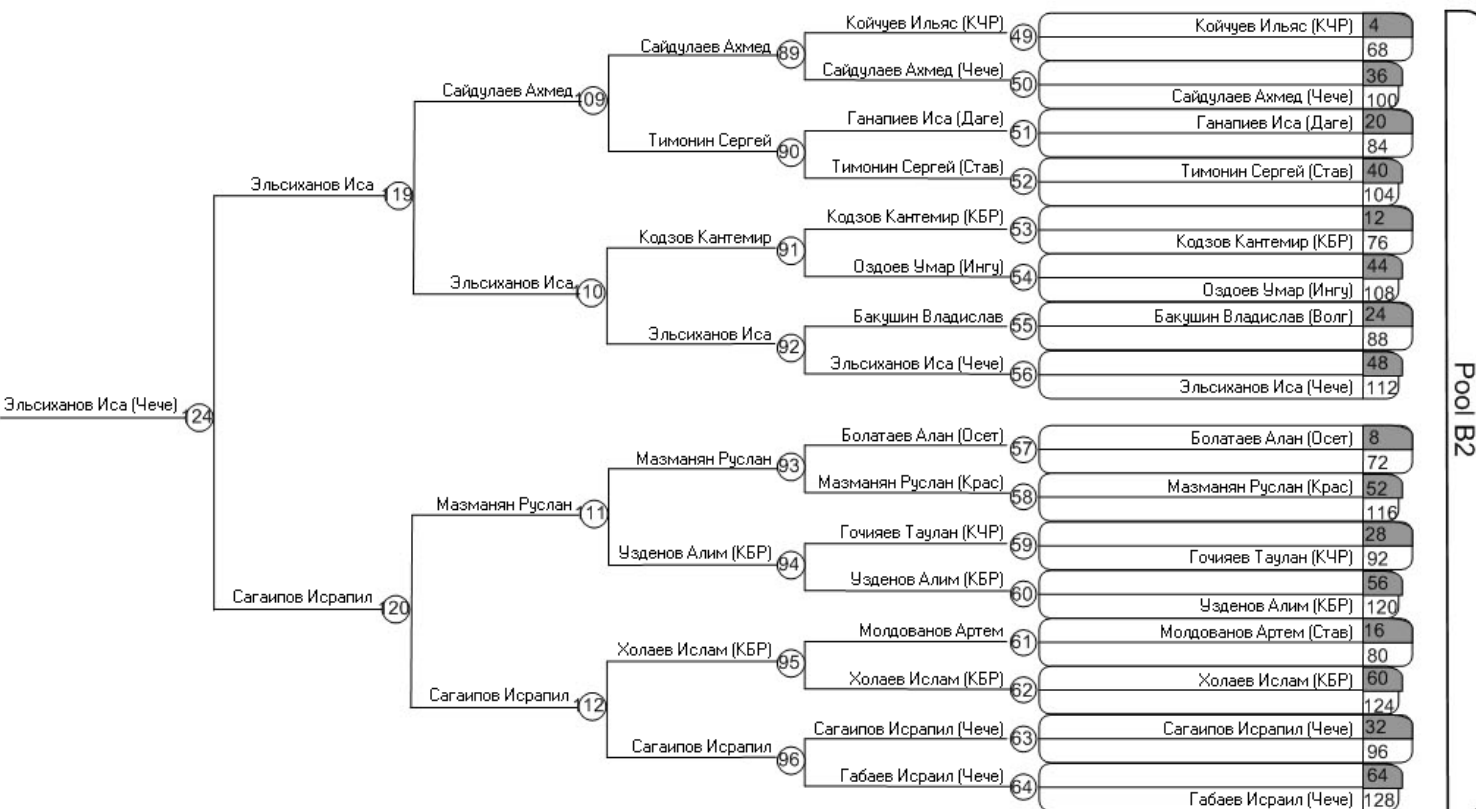 Койчуев Ильяс (КЧР) 49 Койчуев Ильяс (КЧР) 4
Сайдулаев Ахмед 89 68
Сайдулаев Ахмед (Чече) 50 36
Сайдулаев Ахмед 109 Сайдулаев Ахмед (Чече) 100
Ганапиев Иса (Даге) 51 Ганапиев Иса (Даге) 20
Тимонин Сергей 90 84
Тимонин Сергей (Став) 52 Тимонин Сергей (Став) 40
Эльсиханов Иса 119 104
Кодзов Кантемир (КБР) 53 12
Кодзов Кантемир 91 Кодзов Кантемир (КБР) 76
Оздоев Умар (Ингу) 54 44
Эльсиханов Иса 110 Оздоев Умар (Ингу) 108
Бакушин Владислав 55 Бакушин Владислав (Волг) 24
Эльсиханов Иса 92 88
Эльсиханов Иса (Чече) 56 48
Эльсиханов Иса (Чече) 112
Эльсиханов Иса (Чече) 124
Pool B2
Болатаев Алан (Осет) 57 Болатаев Алан (Осет) 8
Мазманян Руслан 93 72
Мазманян Руслан (Крас) 58 Мазманян Руслан (Крас) 52
Мазманян Руслан 111 116
Гочияев Таулан (КЧР) 59 28
Узденов Алим (КБР) 94 Гочияев Таулан (КЧР) 92
Узденов Алим (КБР) 60 56
Сагаипов Исрапил 120 Узденов Алим (КБР) 120
Молдованов Артем 61 Молдованов Артем (Став) 16
Холаев Ислам (КБР) 95 80
Холаев Ислам (КБР) 62 Холаев Ислам (КБР) 60
Сагаипов Исрапил 112 124
Сагаипов Исрапил (Чече) 63 Сагаипов Исрапил (Чече) 32
Сагаипов Исрапил 96 96
Габаев Исраил (Чече) 64 64
Габаев Исраил (Чече) 128